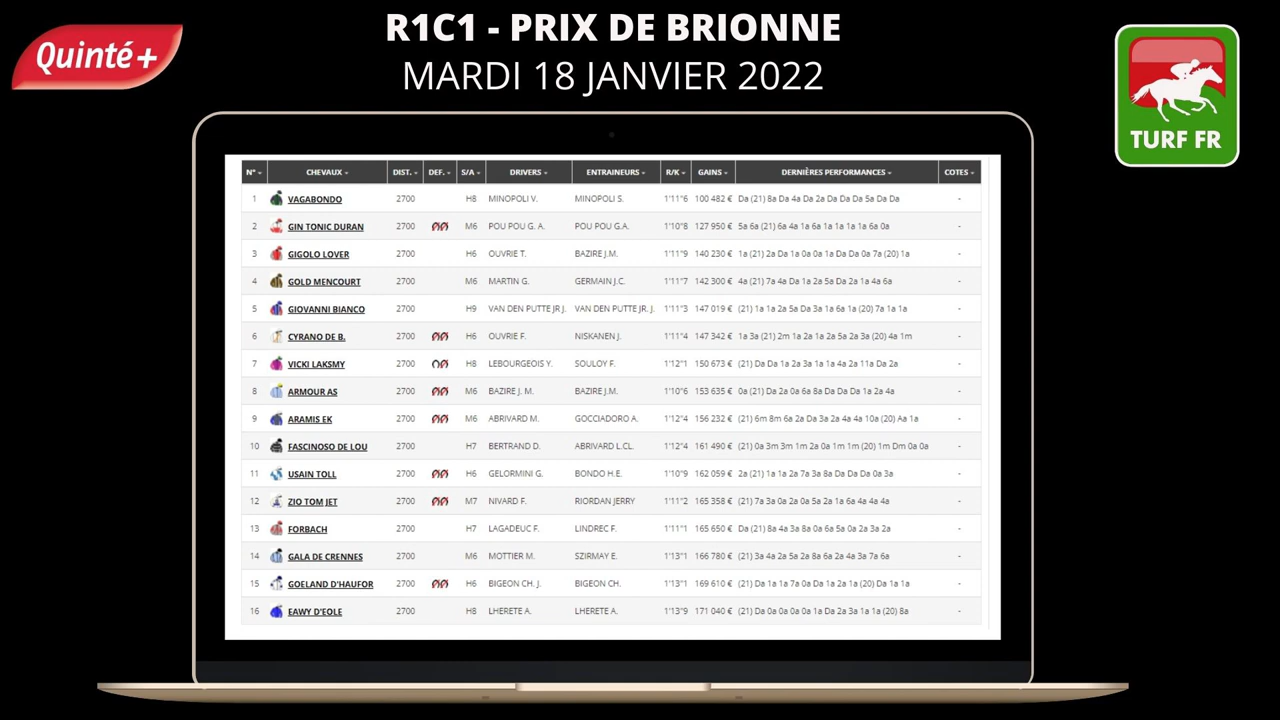 R1C1 - PRIX DE BRIONNE
Quinté+
MARDI 18 JANVIER 2022
TURF FR
N° CHEVAUX DIST. DEF. S/A DRIVERS ENTRAINEURS R/K GAINS DERNIÈRES PERFORMANCES COTES
1 VAGABONDO 2700 H8 MINOPOLI V. MINOPOLI S. 1'11"6 100 482 € Da (21) 8a Da 4a Da 2a Da Da Da 5a Da Da -
2 GIN TONIC DURAN 2700 M6 POU POU G. A. POU POU G.A. 1'10"8 127 950 € 5a 6a (21) 6a 4a 1a 6a 1a 1a 1a 1a 6a 0a -
3 GIGOLO LOVER 2700 H6 OUVRIE T. BAZIRE J.M. 1'11"9 140 230 € 1a (21) 2a Da 1a 0a 0a 1a Da Da 0a 7a (20) 1a -
4 GOLD MENCOURT 2700 M6 MARTIN G. GERMAIN J.C. 1'11"7 142 300 € 4a (21) 7a 4a Da 1a 2a 5a Da 2a 1a 4a 6a -
5 GIOVANNI BIANCO 2700 H9 VAN DEN PUTTE JR J. VAN DEN PUTTE JR. J. 1'11"3 147 019 € (21) 1a 1a 2a 5a Da 3a 1a 6a 1a (20) 7a 1a 1a -
6 CYRANO DE B. 2700 H6 OUVRIE F. NISKANEN J. 1'11"4 147 342 € 1a 3a (21) 2m 1a 2a 1a 2a 5a 2a 3a (20) 4a 1m -
7 VICKI LAKSMY 2700 H8 LEBOURGEOIS Y. SOULOY F. 1'12"1 150 673 € (21) Da Da 1a 2a 3a 1a 1a 4a 2a 11a Da 2a -
8 ARMOUR AS 2700 M6 BAZIRE J. M. BAZIRE J.M. 1'10"6 153 635 € 0a (21) Da 2a 0a 6a 8a Da Da Da 1a 2a 4a -
9 ARAMIS EK 2700 M6 ABRIVARD M. GOCCIADORO A. 1'12"4 156 232 € (21) 6m 8m 6a 2a Da 3a 2a 4a 4a 10a (20) Aa 1a -
10 FASCINOSO DE LOU 2700 H7 BERTRAND D. ABRIVARD L.CL. 1'12"4 161 490 € (21) 0a 3m 3m 1m 2a 0a 1m 1m (20) 1m Dm 0a 0a -
11 USAIN TOLL 2700 H6 GELORMINI G. BONDO H.E. 1'10"9 162 059 € 2a (21) 1a 1a 2a 7a 3a 8a Da Da Da 0a 3a -
12 ZIO TOM JET 2700 M7 NIVARD F. RIORDAN JERRY 1'11"2 165 358 € (21) 7a 3a 0a 2a 0a 5a 2a 1a 6a 4a 4a 4a -
13 FORBACH 2700 H7 LAGADEUC F. LINDREC F. 1'11"1 165 650 € Da (21) 8a 4a 3a 8a 0a 6a 5a 0a 2a 3a 2a -
14 GALA DE CRENNES 2700 M6 MOTTIER M. SZIRMAY E. 1'13"1 166 780 € (21) 3a 4a 2a 5a 2a 8a 6a 2a 4a 3a 7a 6a -
15 GOELAND D'HAUFOR 2700 H6 BIGEON CH. J. BIGEON CH. 1'13"1 169 610 € (21) Da 1a 1a 7a 0a Da 1a 2a 1a (20) Da 1a 1a -
16 EAWY D'EOLE 2700 H8 LHERETE A. LHERETE A. 1'13"9 171 040 € (21) Da 0a 0a 0a 0a 1a Da 2a 3a 1a 1a (20) 8a -